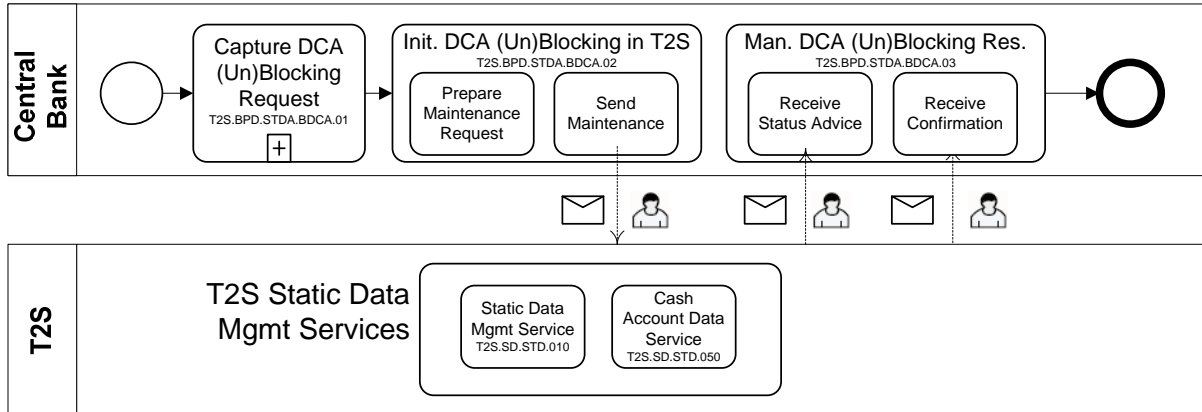 Central
Bank
Capture DCA
(Un)Blocking
Request
T2S.BPD.STDA.BDCA.01
+
Init. DCA (Un)Blocking in T2S
T2S.BPD.STDA.BDCA.02
Prepare
Maintenance
Request
Send
Maintenance
Man. DCA (Un)Blocking Res.
T2S.BPD.STDA.BDCA.03
Receive
Status Advice
Receive
Confirmation
T2S
T2S Static Data
Mgmt Services
Static Data
Mgmt Service
T2S.SD.STD.010
Cash
Account Data
Service
T2S.SD.STD.050